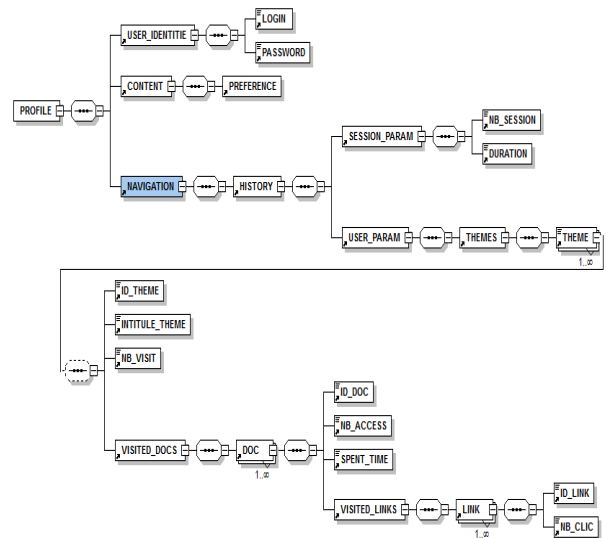 LOGIN
USER_IDENTITIE
PASSWORD
CONTENT
PREFERENCE
PROFILE
NB_SESSION
SESSION_PARAM
DURATION
NAVIGATION
HISTORY
USER_PARAM
THEMES
THEME
1..∞
ID_THEME
INTITULE_THEME
NB_VISIT
ID_DOC
NB_ACCESS
VISITED_DOCS
DOC
1..∞
SPENT_TIME
VISITED_LINKS
LINK
1..∞
ID_LINK
NB_CLIC